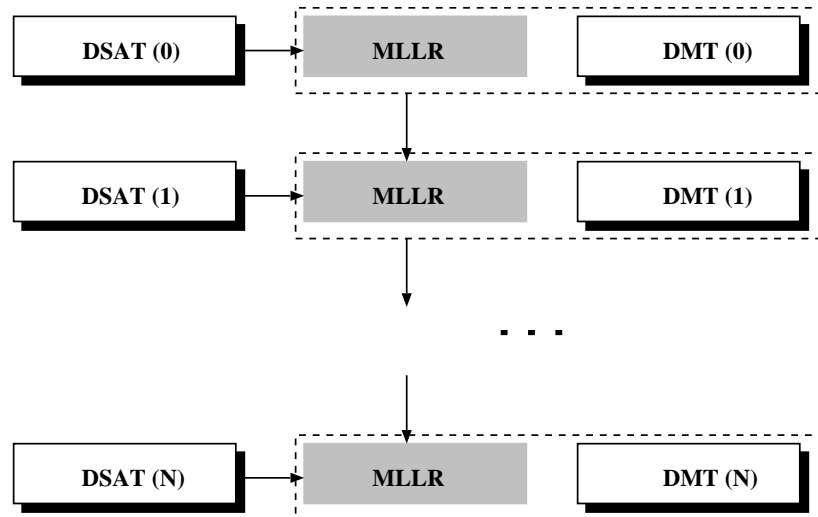 DSAT (0)
MLLR
DMT (0)
DSAT (1)
MLLR
DMT (1)
. . .
DSAT (N)
MLLR
DMT (N)